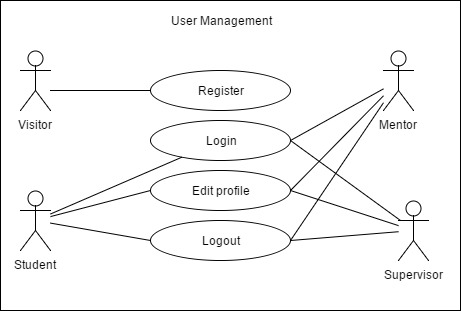 User Management
Register
Visitor
Mentor
Login
Edit profile
Logout
Student
Supervisor